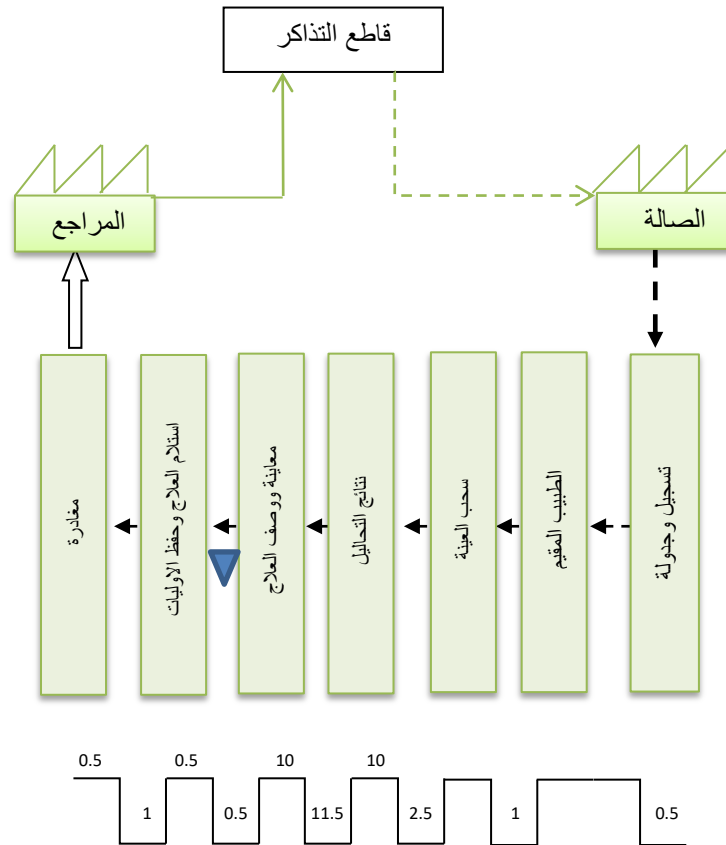 قاطع التذاكر
الصالة
المراجع
تسجيل وجدولة
الطبيب المقيم
سحب العينة
نتائج التحاليل
معاينة ووصف العلاج
استلام العلاج وحفظ الاوليات
مغادرة
0.5 0.5 10 10
1 0.5 11.5 2.5 1 0.5